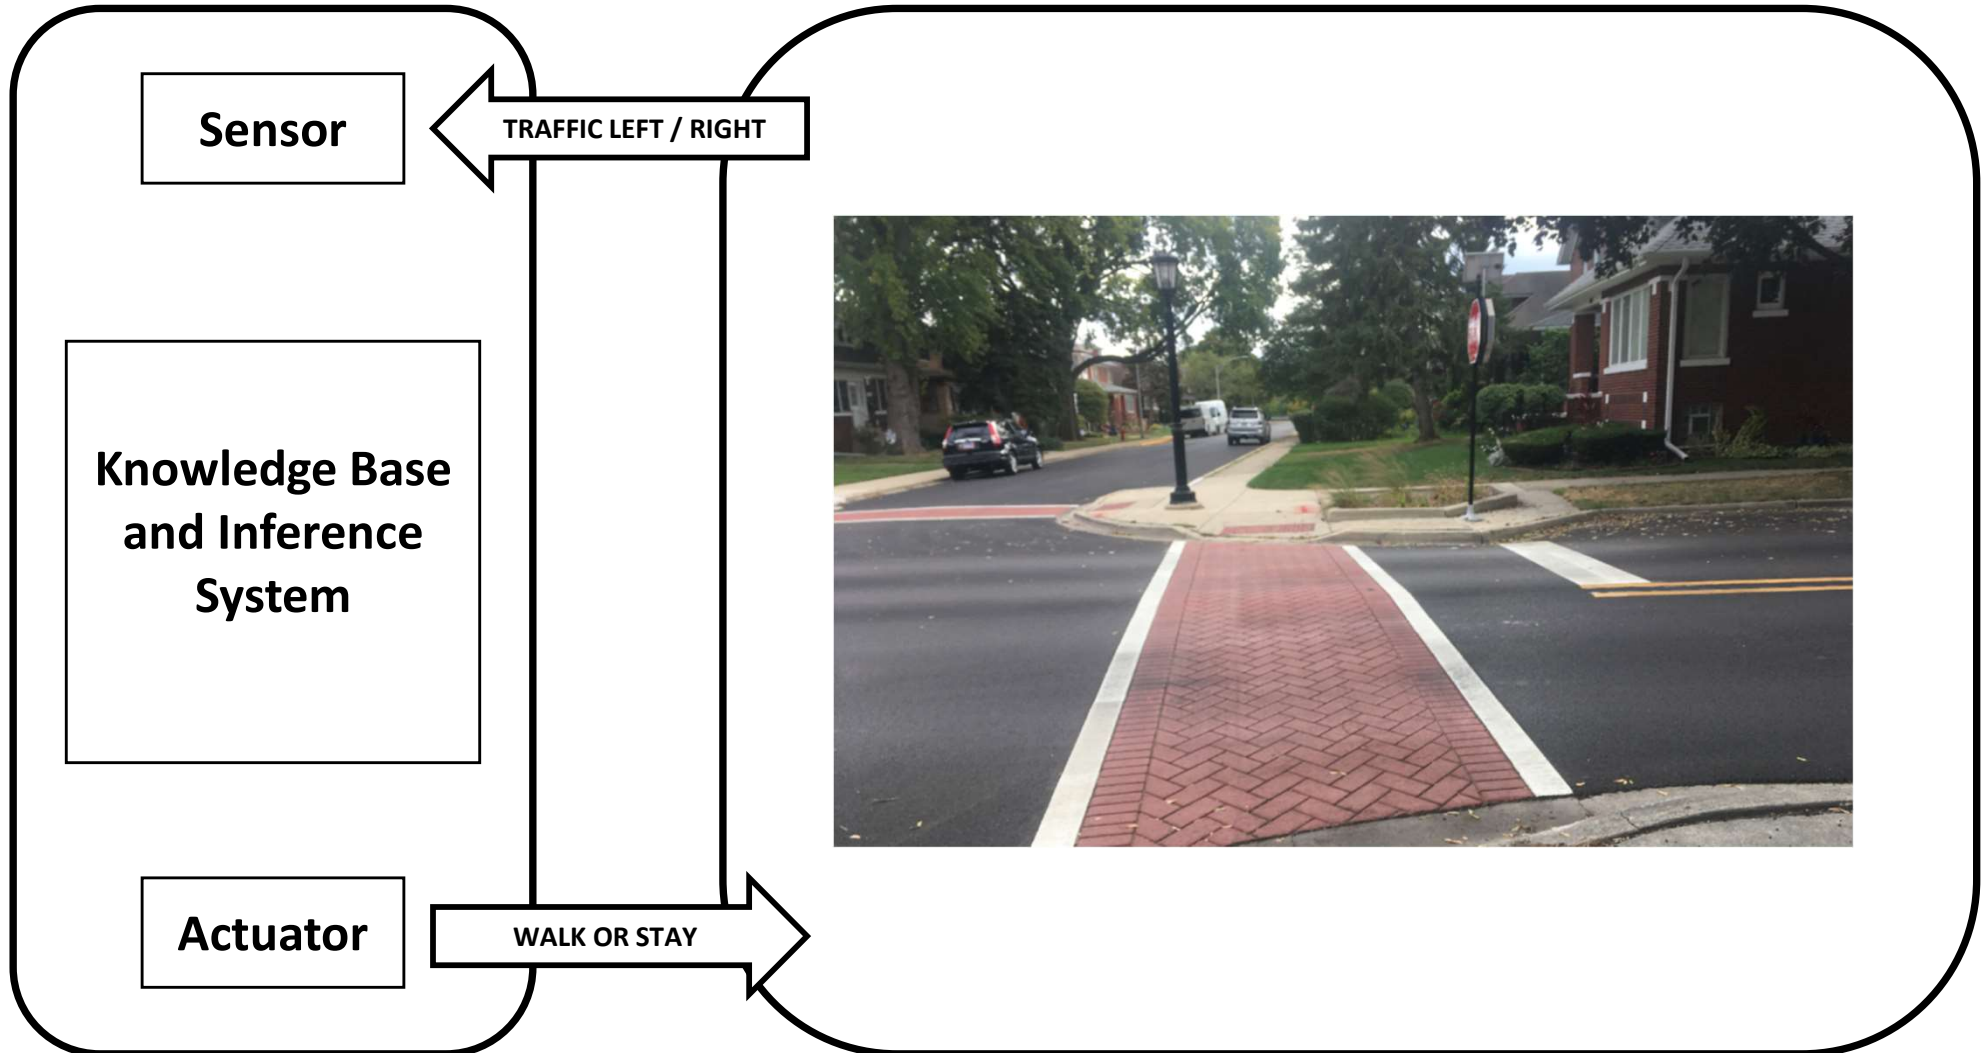 Sensor
TRAFFIC LEFT / RIGHT
Knowledge Base
and Inference
System
Actuator
WALK OR STAY